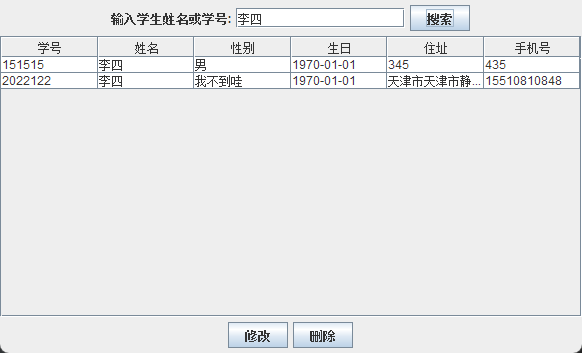 输入学生姓名或学号: 李四 搜索
学号 姓名 性别 生日 住址 手机号
151515 李四 男 1970-01-01 345 435
2022122 李四 我不到哇 1970-01-01 天津市天津市静... 15510810848
修改 删除